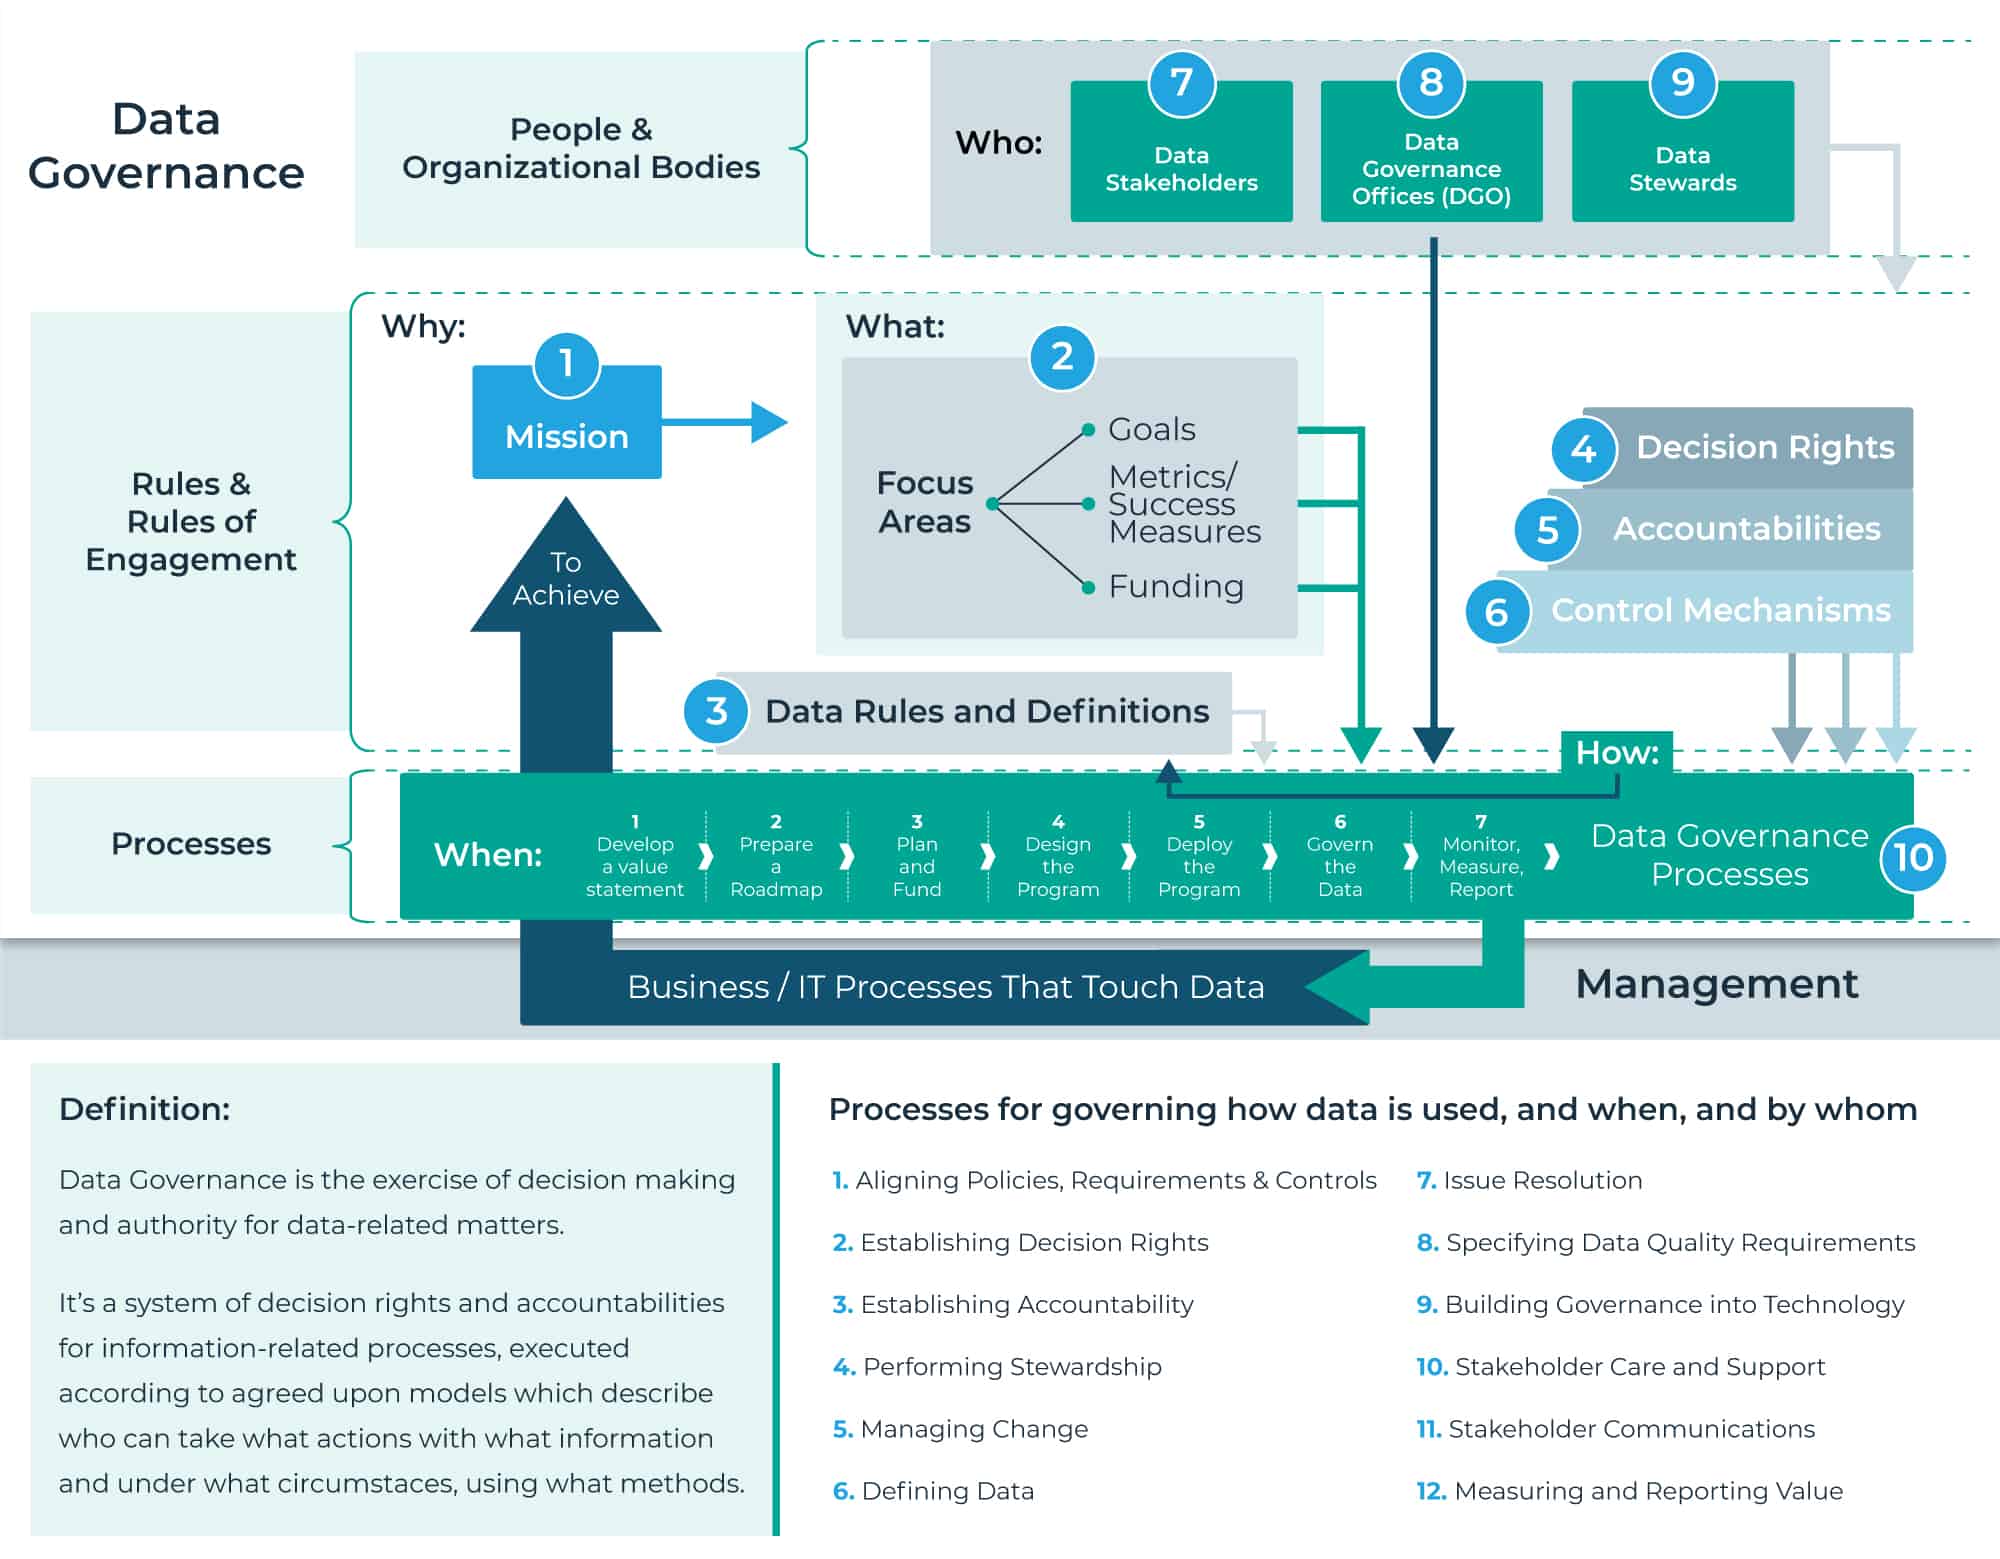 Data
Governance
People &
Organizational Bodies
Who:
7
Data
Stakeholders
8
Data
Governance
Offices (DGO)
9
Data
Stewards
Rules &
Rules of
Engagement
Why:
1
Mission
To
Achieve
What:
2
Focus
Areas
Goals
Metrics/
Success
Measures
Funding
3
Data Rules and Definitions
4
Decision Rights
5
Accountabilities
6
Control Mechanisms
Processes
When:
1
Develop
a value
statement
2
Prepare
a
Roadmap
3
Plan
and
Fund
4
Design
the
Program
5
Deploy
the
Program
6
Govern
the
Data
7
Monitor,
Measure,
Report
How:
Data Governance
Processes
10
Business / IT Processes That Touch Data
Management
Definition:
Data Governance is the exercise of decision making
and authority for data-related matters.
It’s a system of decision rights and accountabilities
for information-related processes, executed
according to agreed upon models which describe
who can take what actions with what information
and under what circumstaces, using what methods.
Processes for governing how data is used, and when, and by whom
1. Aligning Policies, Requirements & Controls
2. Establishing Decision Rights
3. Establishing Accountability
4. Performing Stewardship
5. Managing Change
6. Defining Data
7. Issue Resolution
8. Specifying Data Quality Requirements
9. Building Governance into Technology
10. Stakeholder Care and Support
11. Stakeholder Communications
12. Measuring and Reporting Value